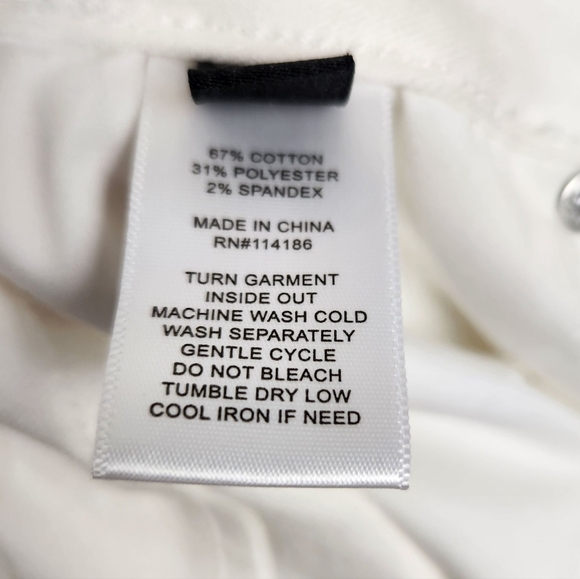 67% COTTON
31% POLYESTER
2% SPANDEX
MADE IN CHINA
RN#114186
TURN GARMENT
INSIDE OUT
MACHINE WASH COLD
WASH SEPARATELY
GENTLE CYCLE
DO NOT BLEACH
TUMBLE DRY LOW
COOL IRON IF NEED